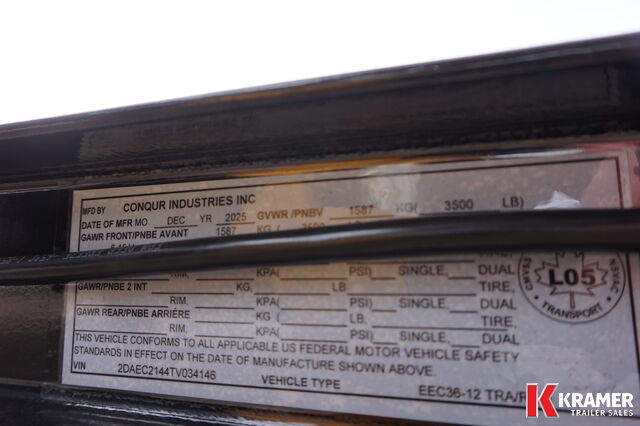 MFD BY CONQUR INDUSTRIES INC
DATE OF MFR MO DEC YR 2025 GVWR /PNBV 1587 KG( 3500 LB)
GAWR FRONT/PNBE AVANT 1587 KG
RIM, KPA( PSI) SINGLE, DUAL
GAWR/PNBE 2 INT KG, LB TIRE,
RIM, KPA( PSI) SINGLE, DUAL
GAWR REAR/PNBE ARRIÉRE KG, LB TIRE,
RIM, KPA( PSI) SINGLE, DUAL
THIS VEHICLE CONFORMS TO ALL APPLICABLE US FEDERAL MOTOR VEHICLE SAFETY
STANDARDS IN EFFECT ON THE DATE OF MANUFACTURE SHOWN ABOVE.
VIN 2DAEC2144TV034146 VEHICLE TYPE EEC36-12 TRA/R
CMVSS NSVAC
L05
TRANSPORT
K KRAMER
TRAILER SALES